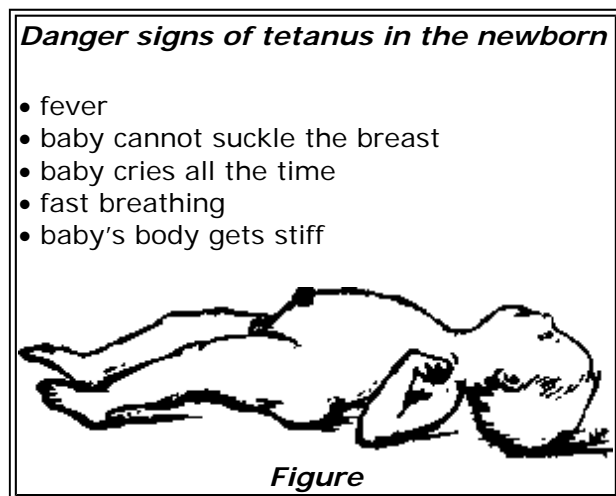 Danger signs of tetanus in the newborn
• fever
• baby cannot suckle the breast
• baby cries all the time
• fast breathing
• baby's body gets stiff
Figure